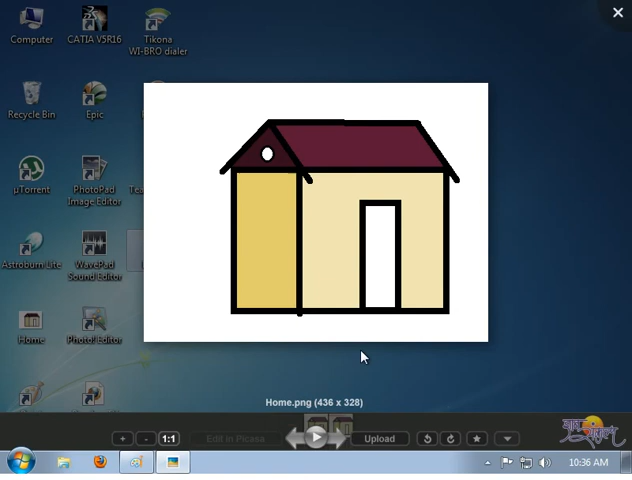 Computer
CATIA V5R16
Tikona
WI-BRO dialer
Recycle Bin
Epic
µTorrent
PhotoPad
Image Editor
Astroburn Lite
WavePad
Sound Editor
Home
Photo! Editor
Home.png (436 x 328)
+
-
1:1
Edit in Picasa
Upload
10:36 AM